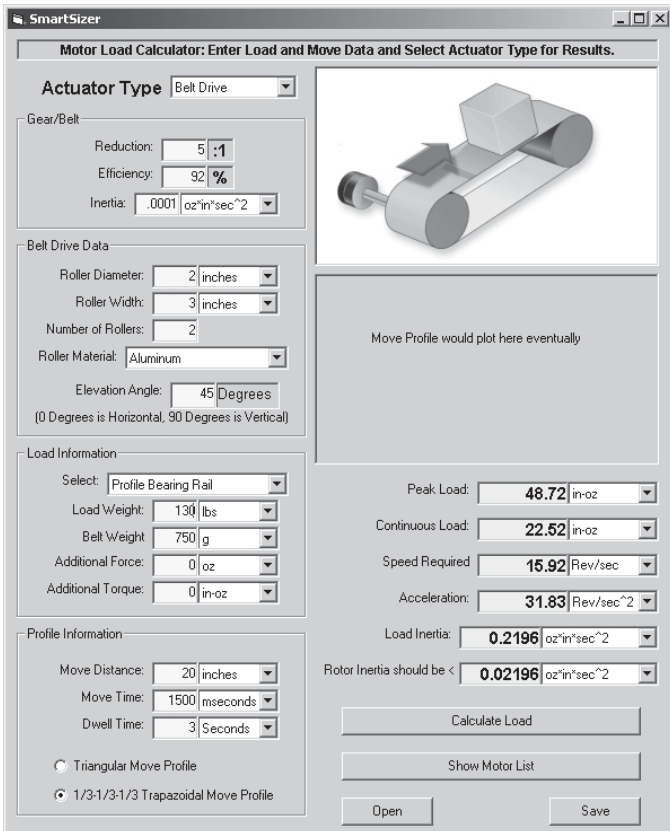 SmartSizer
Motor Load Calculator: Enter Load and Move Data and Select Actuator Type for Results.
Actuator Type Belt Drive
Gear/Belt
Reduction: 5 :1
Efficiency: 92 %
Inertia: .0001 oz*in*sec^2
Belt Drive Data
Roller Diameter: 2 inches
Roller Width: 3 inches
Number of Rollers: 2
Roller Material: Aluminum
Elevation Angle: 45 Degrees
(0 Degrees is Horizontal, 90 Degrees is Vertical)
Load Information
Select: Profile Bearing Rail
Load Weight: 130 lbs
Belt Weight 750 g
Additional Force: 0 oz
Additional Torque: 0 in-oz
Profile Information
Move Distance: 20 inches
Move Time: 1500 mseconds
Dwell Time: 3 Seconds
Triangular Move Profile
1/3-1/3-1/3 Trapazoidal Move Profile
Move Profile would plot here eventually
Peak Load: 48.72 in-oz
Continuous Load: 22.52 in-oz
Speed Required 15.92 Rev/sec
Acceleration: 31.83 Rev/sec^2
Load Inertia: 0.2196 oz*in*sec^2
Rotor Inertia should be < 0.02196 oz*in*sec^2
Calculate Load
Show Motor List
Open Save